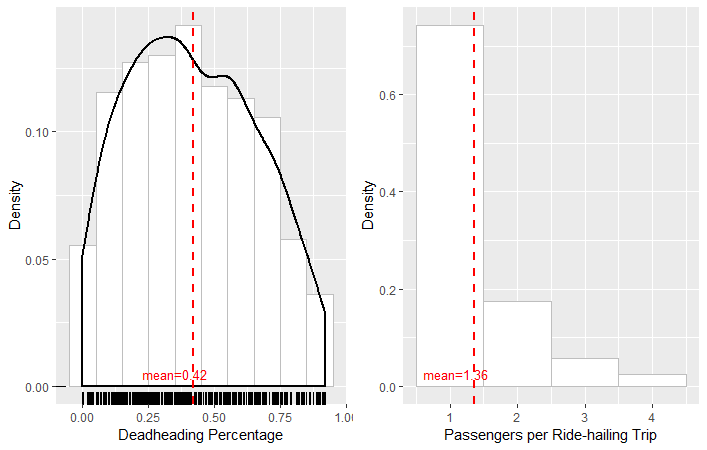 Density
0.10
0.05
0.00
mean=0.42
0.00 0.25 0.50 0.75 1.0
Deadheading Percentage
Density
0.6
0.4
0.2
0.0
mean=1.36
1 2 3 4
Passengers per Ride-hailing Trip